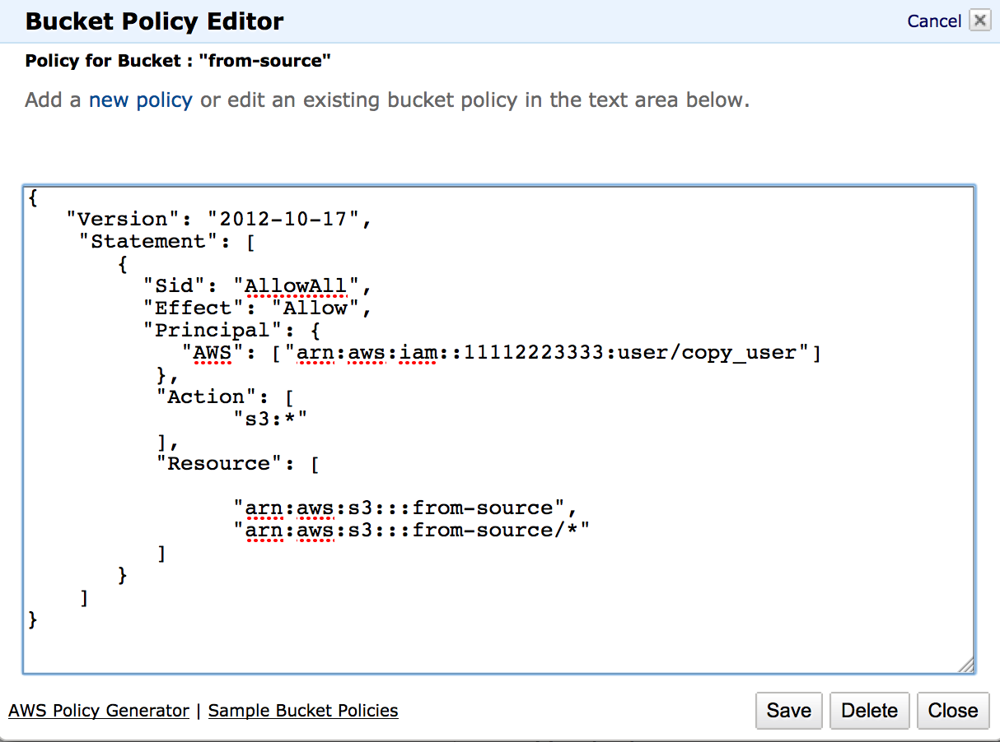 Bucket Policy Editor
Cancel
Policy for Bucket : "from-source"
Add a new policy or edit an existing bucket policy in the text area below.
{
"Version": "2012-10-17",
"Statement": [
{
"Sid": "AllowAll",
"Effect": "Allow",
"Principal": {
"AWS": ["arn:aws:iam::11112223333:user/copy_user"]
},
"Action": [
"s3:*"
],
"Resource": [
"arn:aws:s3:::from-source",
"arn:aws:s3:::from-source/*"
]
}
]
}
AWS Policy Generator | Sample Bucket Policies
Save Delete Close